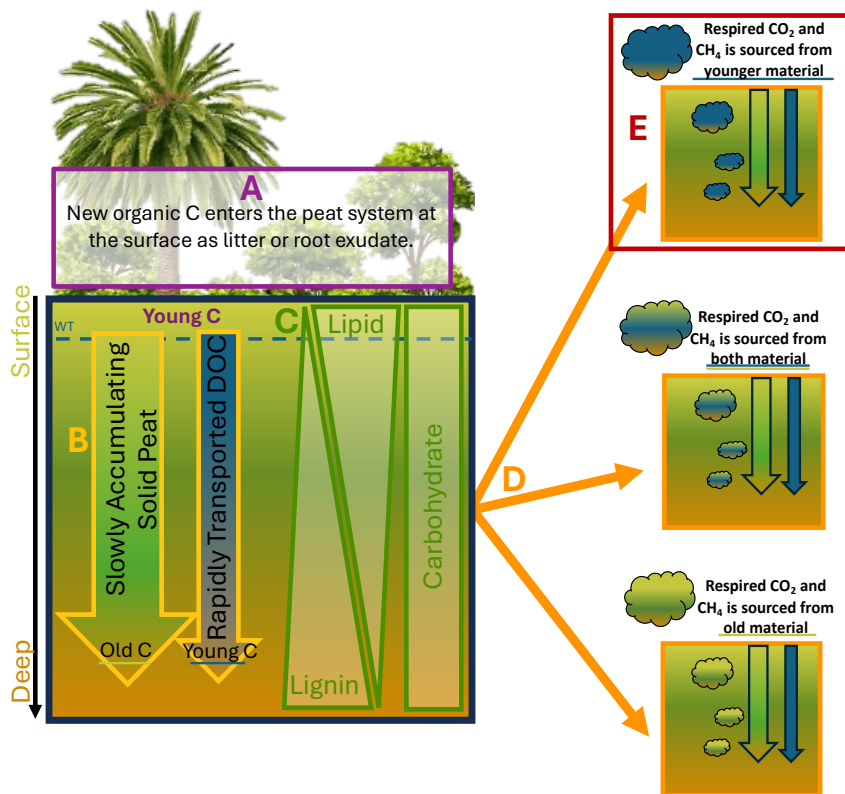 A
New organic C enters the peat system at
the surface as litter or root exudate.
Surface
Deep
WT
Young C
B
Slowly Accumulating
Solid Peat
Old C
Rapidly Transported DOC
Young C
C
Lipid
Lignin
Carbohydrate
D
E
Respired CO₂ and
CH₄ is sourced from
younger material
Respired CO₂ and
CH₄ is sourced from
both material
Respired CO₂ and
CH₄ is sourced from
old material